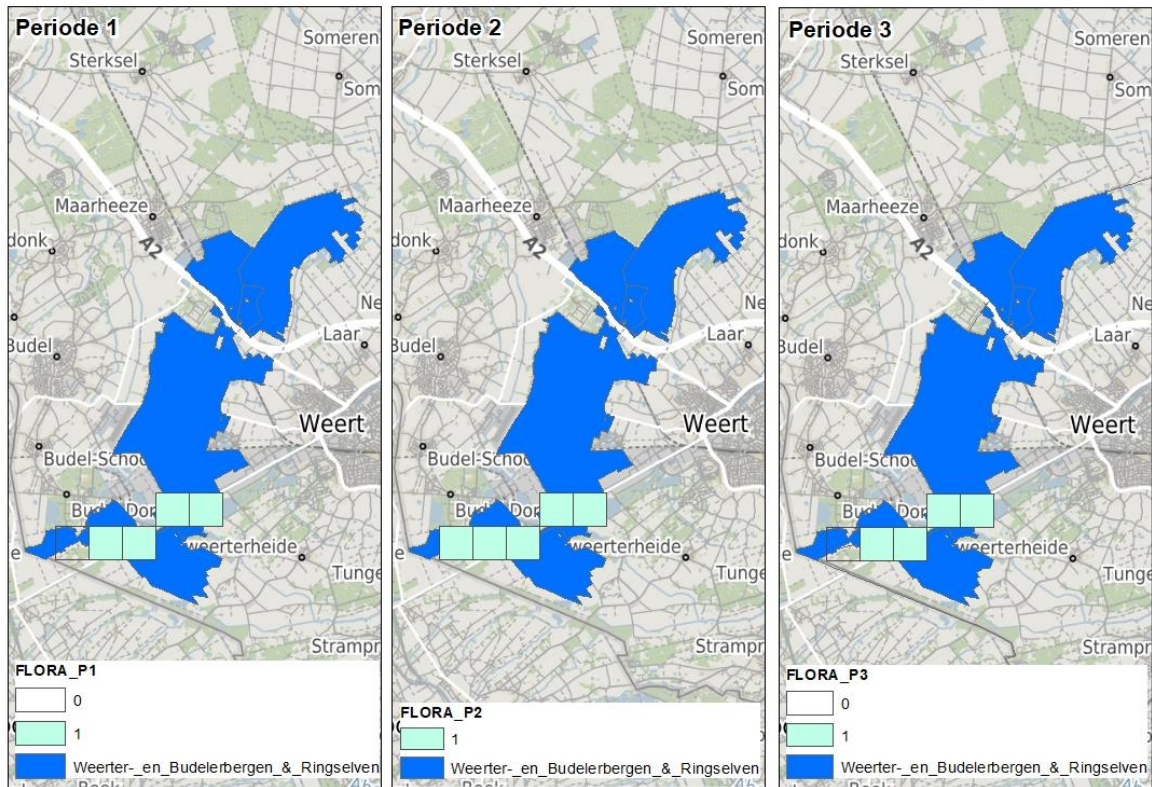 Periode 1
Someren
Sterksel
Som
Maarheeze
A2
donk
Ne
Laar
Budel
Weert
Budel-Schoo
Bud
Dor
e
weerterheide
Tunge
Strampr
FLORA_P1
0
1
Weerter-_en_Budelerbergen_&_Ringselven
Periode 2
Someren
Sterksel
Som
Maarheeze
A2
donk
Ne
Laar
Budel
Weert
Budel-Schoo
Bud
Dor
e
weerterheide
Tunge
Strampr
FLORA_P2
1
Weerter-_en_Budelerbergen_&_Ringselven
Periode 3
Someren
Sterksel
Som
Maarheeze
A2
donk
Ne
Laar
Budel
Weert
Budel-Schoo
Bud
Dor
e
weerterheide
Tunge
Strampr
FLORA_P3
0
1
Weerter-_en_Budelerbergen_&_Ringselven